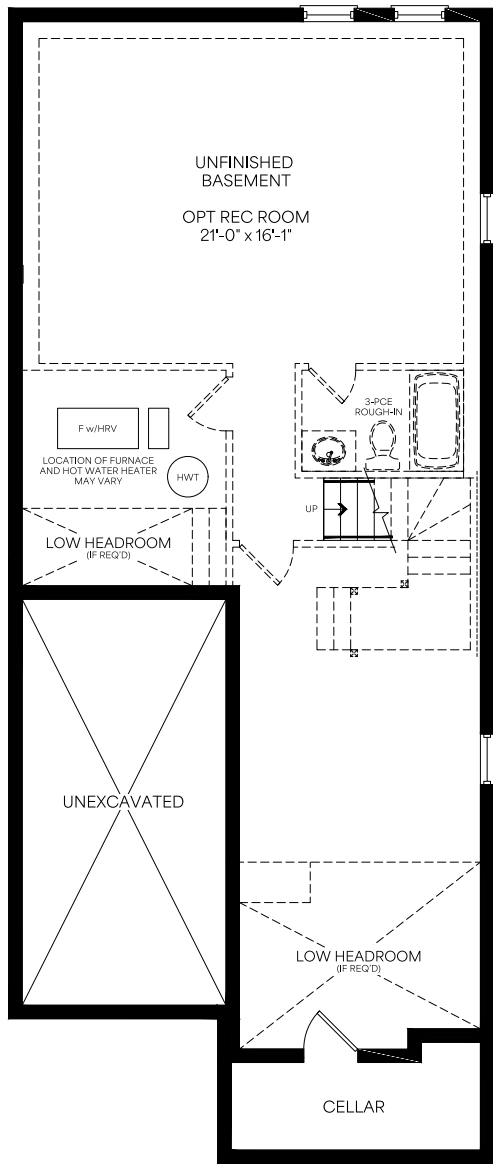 UNFINISHED
BASEMENT
OPT REC ROOM
21'-0" x 16'-1"
3-PCE
ROUGH-IN
F w/HRV
LOCATION OF FURNACE
AND HOT WATER HEATER
MAY VARY
HWT
UP
LOW HEADROOM
(IF REQ'D)
UNEXCAVATED
LOW HEADROOM
(IF REQ'D)
CELLAR